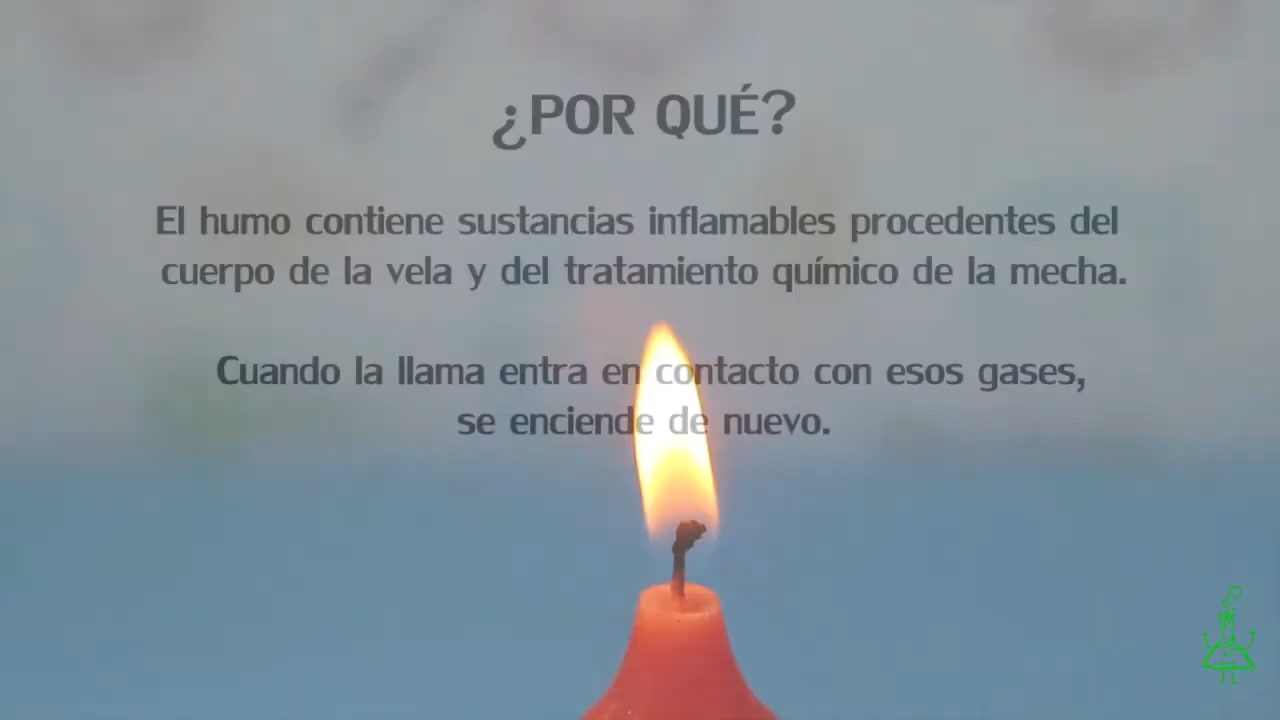 ¿POR QUÉ?
El humo contiene sustancias inflamables procedentes del
cuerpo de la vela y del tratamiento químico de la mecha.
Cuando la llama entra en contacto con esos gases,
se enciende de nuevo.